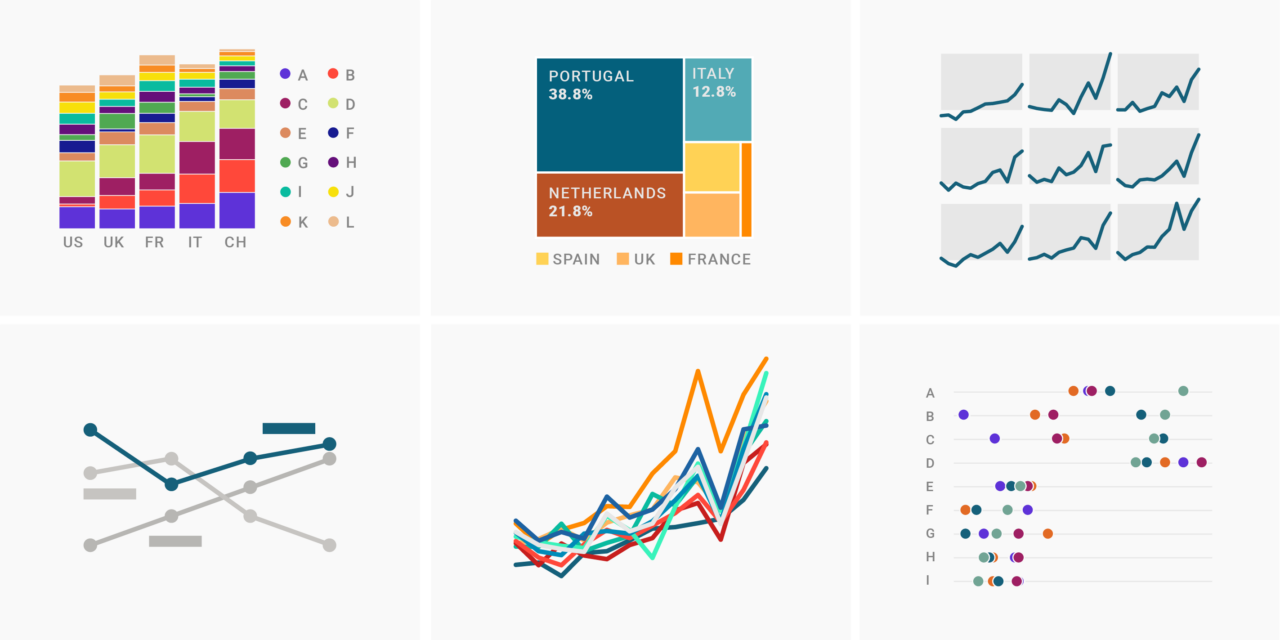 A B
C D
E F
G H
I J
K L
US UK FR IT CH
PORTUGAL
38.8%
ITALY
12.8%
NETHERLANDS
21.8%
SPAIN UK FRANCE
A
B
C
D
E
F
G
H
I